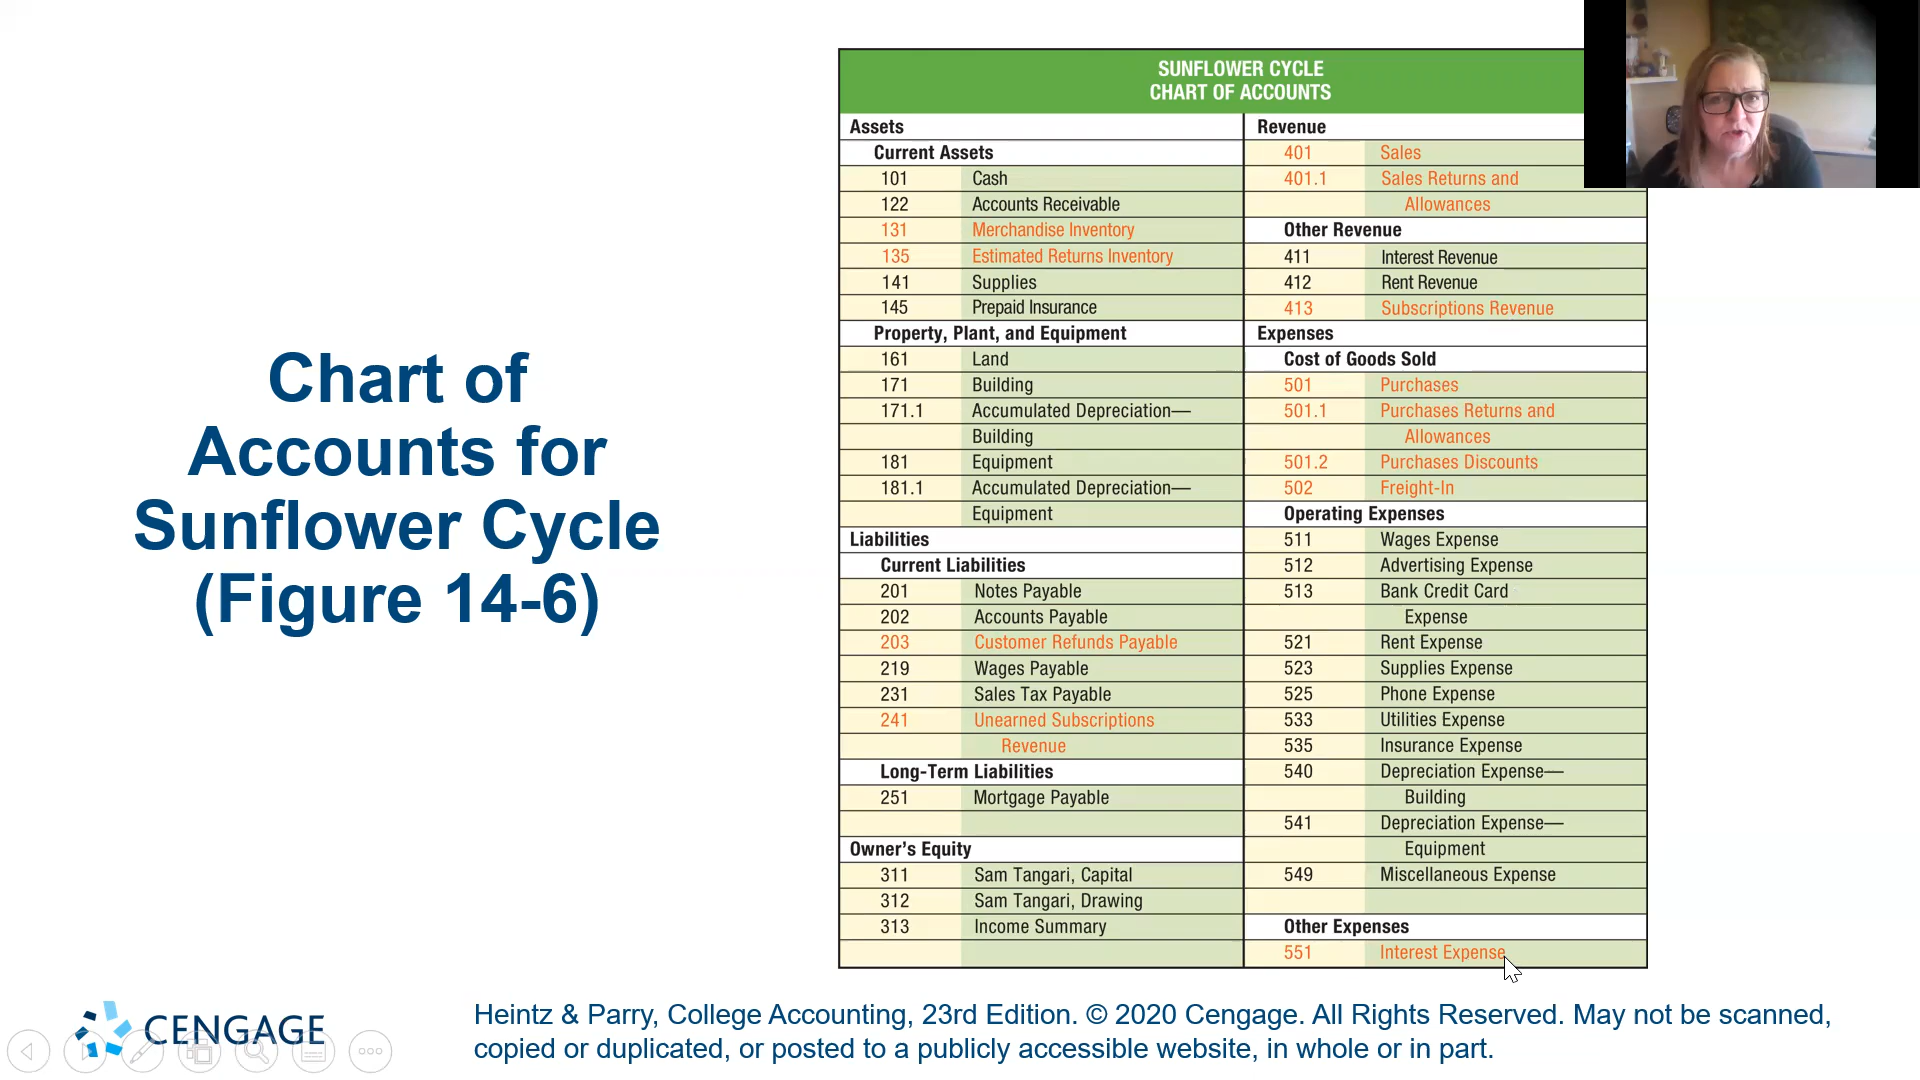 Chart of
Accounts for
Sunflower Cycle
(Figure 14-6)
SUNFLOWER CYCLE
CHART OF ACCOUNTS
Assets
Current Assets
101 Cash
122 Accounts Receivable
131 Merchandise Inventory
135 Estimated Returns Inventory
141 Supplies
145 Prepaid Insurance
Property, Plant, and Equipment
161 Land
171 Building
171.1 Accumulated Depreciation—
Building
181 Equipment
181.1 Accumulated Depreciation—
Equipment
Liabilities
Current Liabilities
201 Notes Payable
202 Accounts Payable
203 Customer Refunds Payable
219 Wages Payable
231 Sales Tax Payable
241 Unearned Subscriptions
Revenue
Long-Term Liabilities
251 Mortgage Payable
Owner's Equity
311 Sam Tangari, Capital
312 Sam Tangari, Drawing
313 Income Summary
Revenue
401 Sales
401.1 Sales Returns and
Allowances
Other Revenue
411 Interest Revenue
412 Rent Revenue
413 Subscriptions Revenue
Expenses
Cost of Goods Sold
501 Purchases
501.1 Purchases Returns and
Allowances
501.2 Purchases Discounts
502 Freight-In
Operating Expenses
511 Wages Expense
512 Advertising Expense
513 Bank Credit Card
Expense
521 Rent Expense
523 Supplies Expense
525 Phone Expense
533 Utilities Expense
535 Insurance Expense
540 Depreciation Expense—
Building
541 Depreciation Expense—
Equipment
549 Miscellaneous Expense
Other Expenses
551 Interest Expense
CENGAGE
Heintz & Parry, College Accounting, 23rd Edition. © 2020 Cengage. All Rights Reserved. May not be scanned,
copied or duplicated, or posted to a publicly accessible website, in whole or in part.